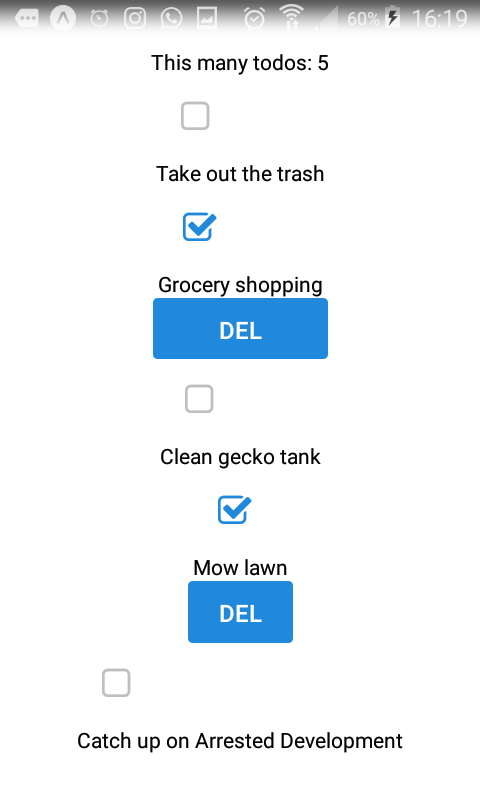 60% 16:19
This many todos: 5
Take out the trash
Grocery shopping
DEL
Clean gecko tank
Mow lawn
DEL
Catch up on Arrested Development